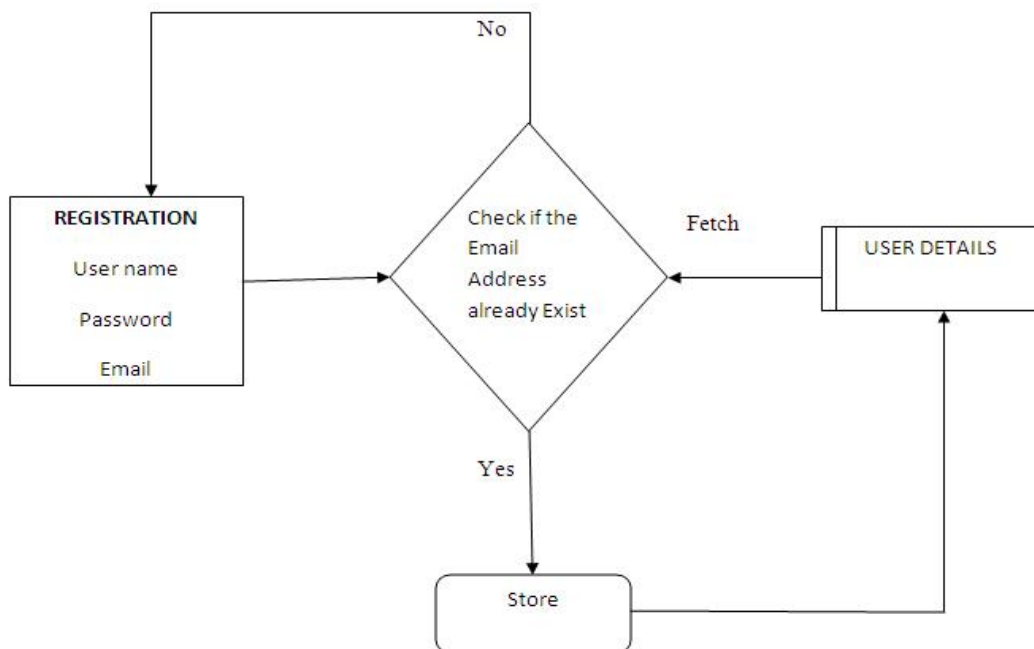 No
REGISTRATION
User name
Password
Email
Check if the
Email
Address
already Exist
Fetch
USER DETAILS
Yes
Store